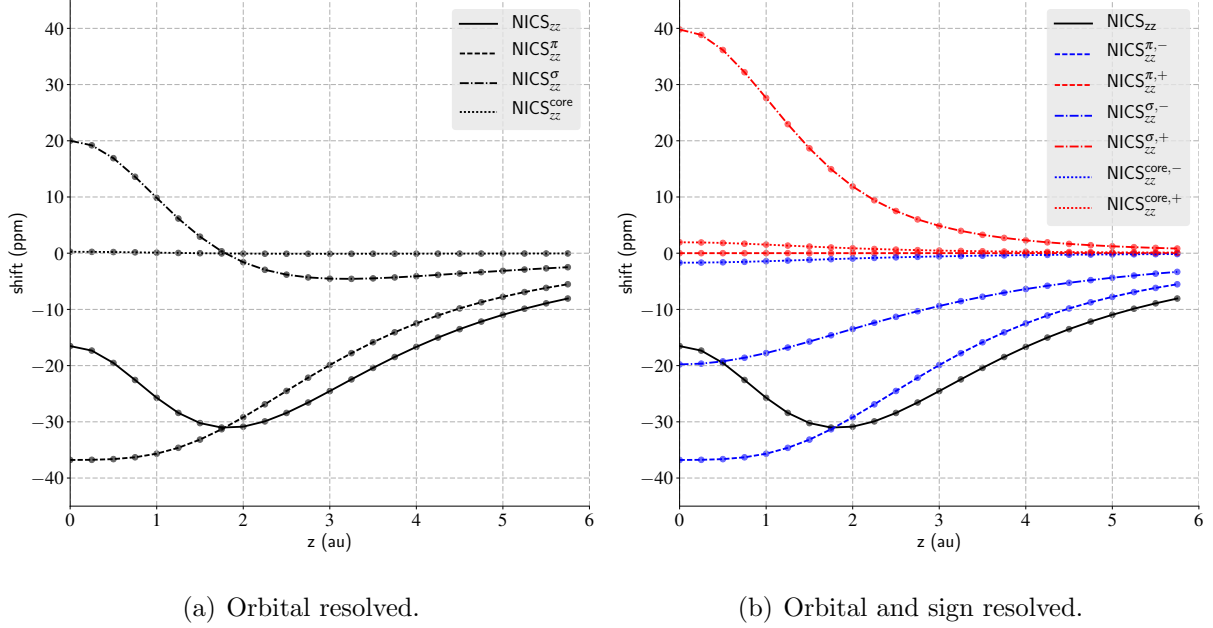 40
30
20
10
0
−10
−20
−30
−40
shift (ppm)
0 1 2 3 4 5 6
z (au)
NICS_zz
NICS^π_zz
NICS^σ_zz
NICS^core_zz
(a) Orbital resolved.
40
30
20
10
0
−10
−20
−30
−40
shift (ppm)
0 1 2 3 4 5 6
z (au)
NICS_zz
NICS^π,−_zz
NICS^π,+_zz
NICS^σ,−_zz
NICS^σ,+_zz
NICS^core,−_zz
NICS^core,+_zz
(b) Orbital and sign resolved.